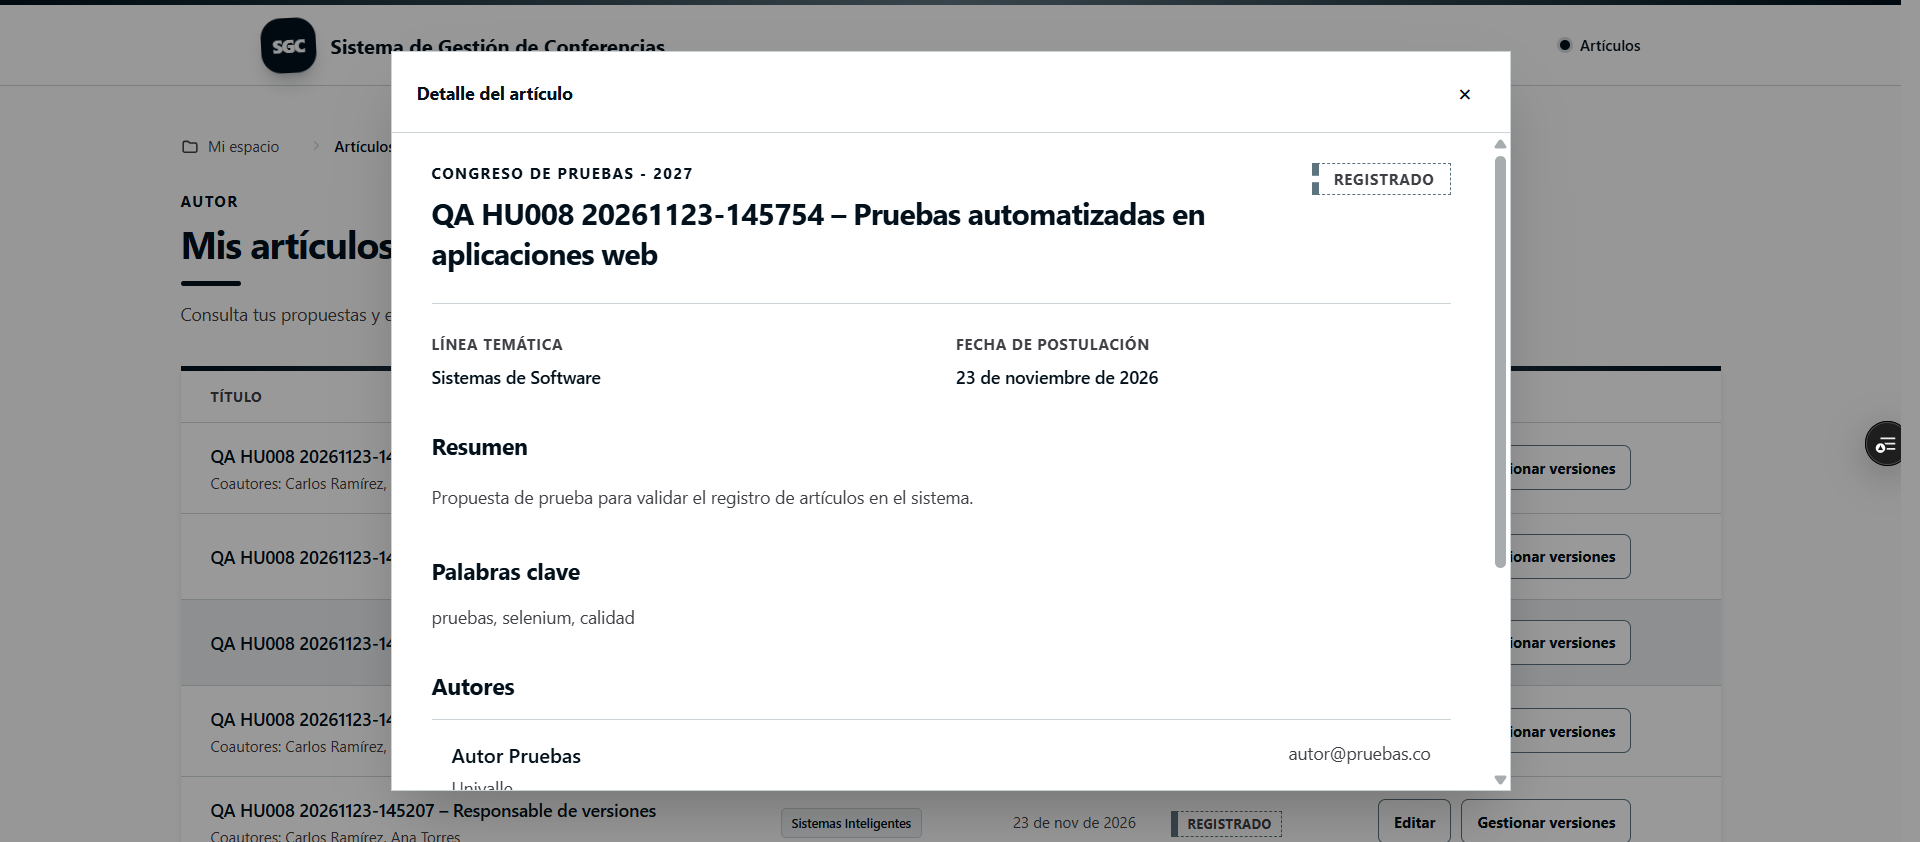 SGC
Sistema de Gestión de Conferencias
Artículos
Mi espacio
Artículos
AUTOR
Mis artículos
Consulta tus propuestas y e
TÍTULO
QA HU008 20261123-14
Coautores: Carlos Ramírez,
ionar versiones
QA HU008 20261123-14
ionar versiones
QA HU008 20261123-14
ionar versiones
QA HU008 20261123-14
Coautores: Carlos Ramírez,
ionar versiones
QA HU008 20261123-145207 – Responsable de versiones
Coautores: Carlos Ramírez, Ana Torres
Sistemas Inteligentes
23 de nov de 2026
REGISTRADO
Editar
Gestionar versiones
Detalle del artículo
×
CONGRESO DE PRUEBAS - 2027
REGISTRADO
QA HU008 20261123-145754 – Pruebas automatizadas en
aplicaciones web
LÍNEA TEMÁTICA
Sistemas de Software
FECHA DE POSTULACIÓN
23 de noviembre de 2026
Resumen
Propuesta de prueba para validar el registro de artículos en el sistema.
Palabras clave
pruebas, selenium, calidad
Autores
Autor Pruebas
autor@pruebas.co
Univalle